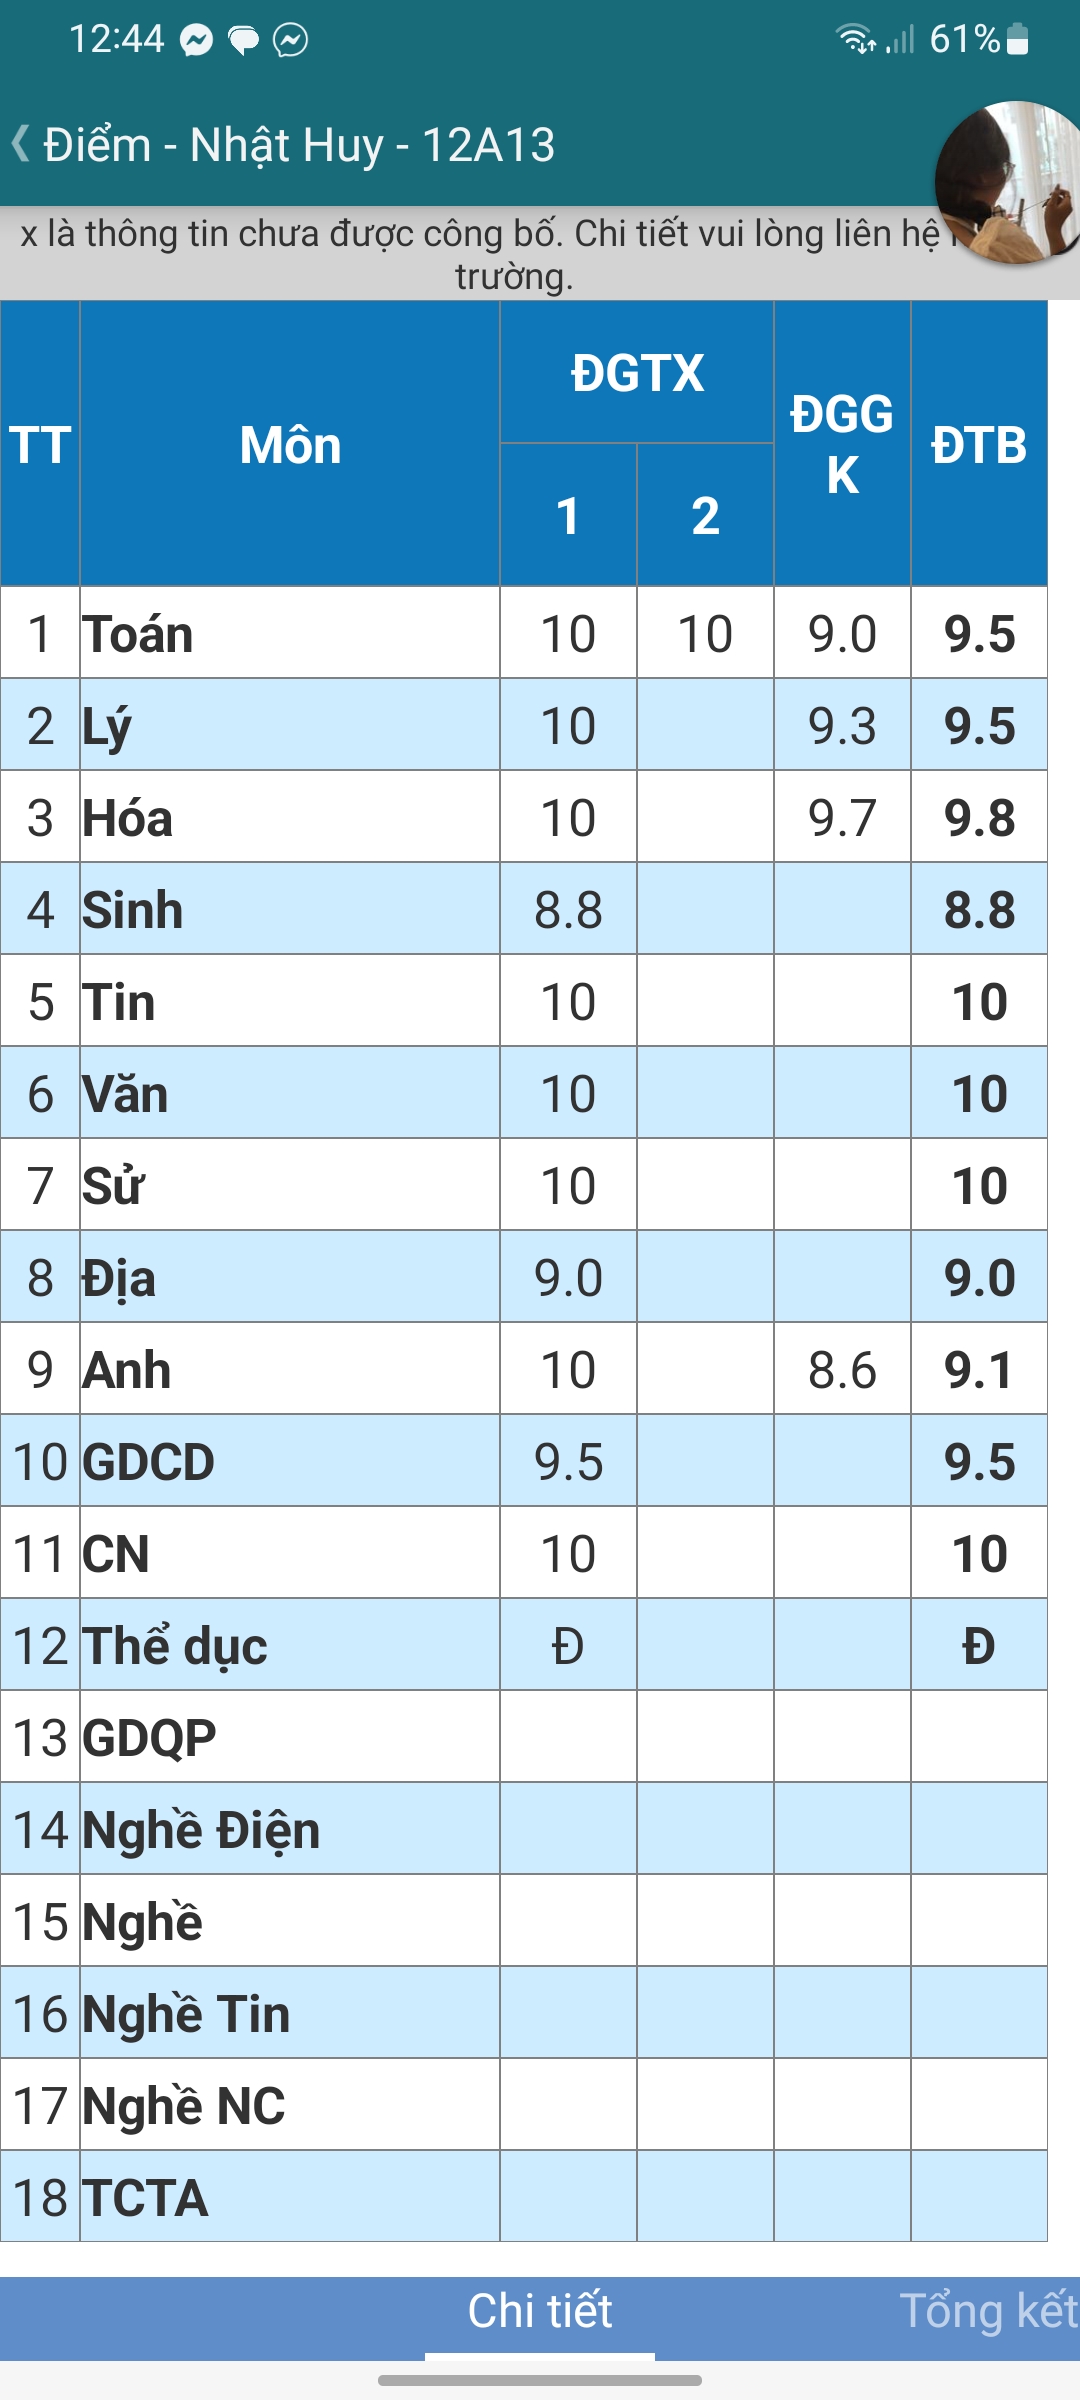 12:44 61%
Điểm - Nhật Huy - 12A13
x là thông tin chưa được công bố. Chi tiết vui lòng liên hệ
trường.
TT Môn ĐGTX ĐGG K ĐTB
1 2
1 Toán 10 10 9.0 9.5
2 Lý 10 9.3 9.5
3 Hóa 10 9.7 9.8
4 Sinh 8.8 8.8
5 Tin 10 10
6 Văn 10 10
7 Sử 10 10
8 Địa 9.0 9.0
9 Anh 10 8.6 9.1
10 GDCD 9.5 9.5
11 CN 10 10
12 Thể dục Đ Đ
13 GDQP
14 Nghề Điện
15 Nghề
16 Nghề Tin
17 Nghề NC
18 TCTA
Chi tiết Tổng kết